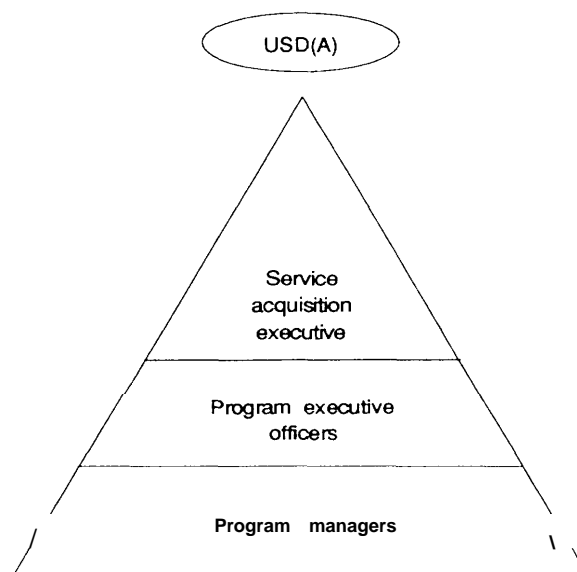 USD(A)
Service
acquisition
executive
Program executive
officers
Program managers